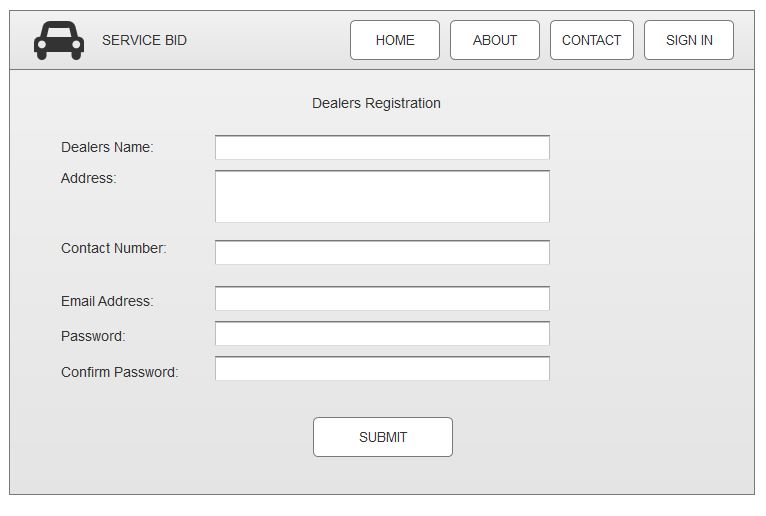 SERVICE BID
HOME
ABOUT
CONTACT
SIGN IN
Dealers Registration
Dealers Name:
Address:
Contact Number:
Email Address:
Password:
Confirm Password:
SUBMIT